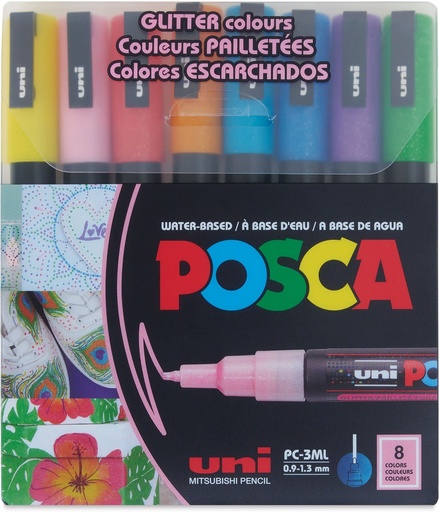 GLITTER colours
Couleurs PAILLETÉES
Colores ESCARCHADOS
uni uni uni uni uni uni uni uni
WATER-BASED / À BASE D'EAU / A BASE DE AGUA
POSCA
Love
uni PO
uni
MITSUBISHI PENCIL
PC-3ML
0.9-1.3 mm
8
COLORS
COULEURS
COLORES